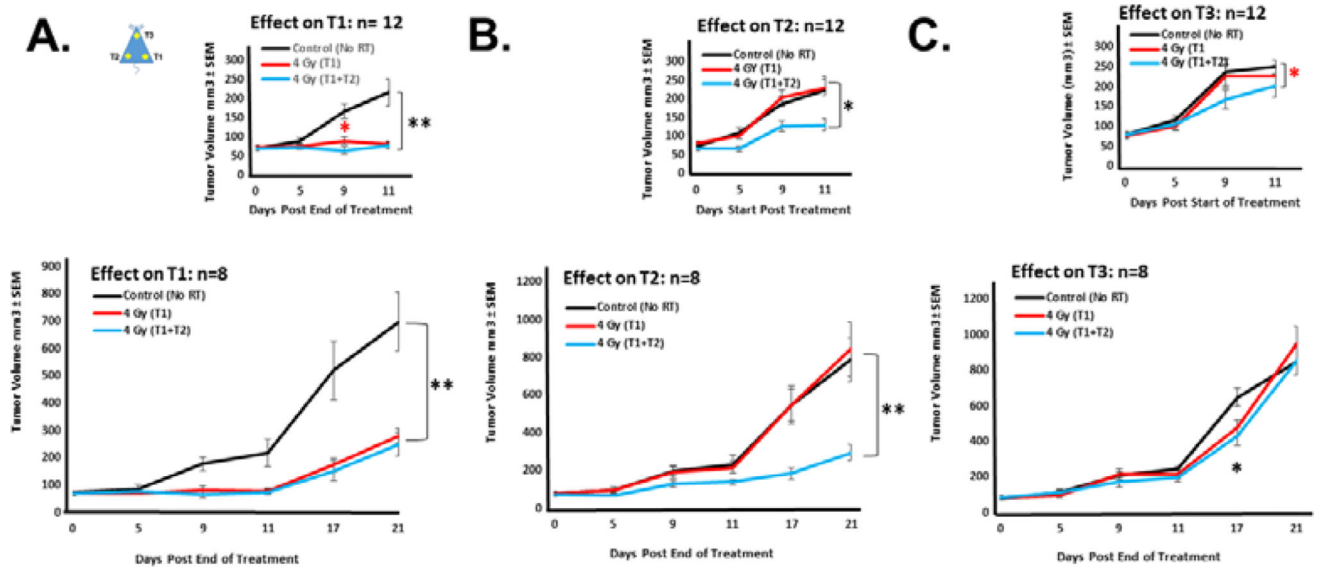 A.
T3
T2 T1
Effect on T1: n= 12
Control (No RT)
4 Gy (T1)
4 Gy (T1+T2)
Tumor Volume mm3 ± SEM
300
250
200
150
100
50
0
*
**
0 5 9 11
Days Post End of Treatment
B.
Effect on T2: n=12
Control (No RT)
4 GY (T1)
4 Gy (T1+T2)
Tumor Volume mm3 ± SEM
300
250
200
150
100
50
0
*
0 5 9 11
Days Start Post Treatment
C.
Effect on T3: n=12
Control (No RT)
4 Gy (T1)
4 Gy (T1+T2)
Tumor Volume (mm3) ± SEM
300
250
200
150
100
50
0
*
0 5 9 11
Days Post Start of Treatment
Effect on T1: n=8
Control (No RT)
4 Gy (T1)
4 Gy (T1+T2)
Tumor Volume mm3 ± SEM
900
800
700
600
500
400
300
200
100
0
**
0 5 9 11 17 21
Days Post End of Treatment
Effect on T2: n=8
Control (No RT)
4 Gy (T1)
4 Gy (T1+T2)
Tumor Volume mm3 ± SEM
1200
1000
800
600
400
200
0
**
0 5 9 11 17 21
Days Post End of Treatment
Effect on T3: n=8
Control (No RT)
4 Gy (T1)
4 Gy (T1+T2)
Tumor Volume mm3 ± SEM
1200
1000
800
600
400
200
0
*
0 5 9 11 17 21
Days Post End of Treatment